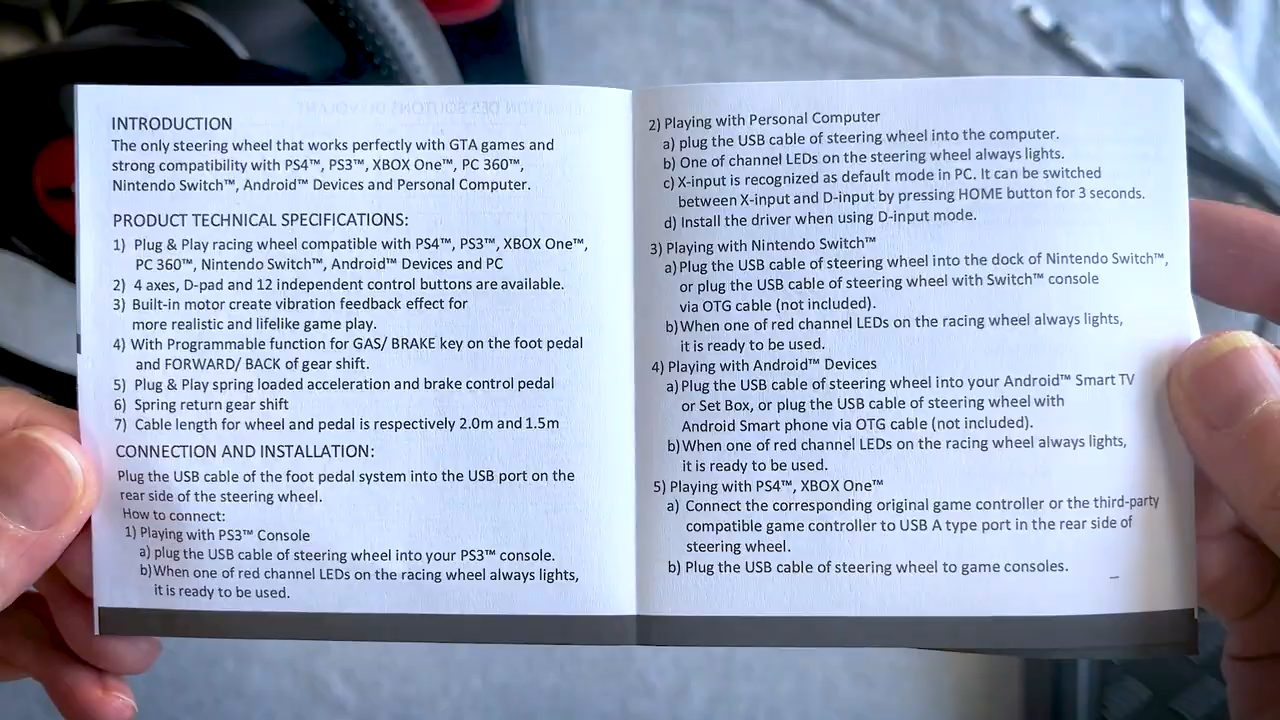 INTRODUCTION
The only steering wheel that works perfectly with GTA games and
strong compatibility with PS4™, PS3™, XBOX One™, PC 360™,
Nintendo Switch™, Android™ Devices and Personal Computer.
PRODUCT TECHNICAL SPECIFICATIONS:
1) Plug & Play racing wheel compatible with PS4™, PS3™, XBOX One™,
PC 360™, Nintendo Switch™, Android™ Devices and PC
2) 4 axes, D-pad and 12 independent control buttons are available.
3) Built-in motor create vibration feedback effect for
more realistic and lifelike game play.
4) With Programmable function for GAS/ BRAKE key on the foot pedal
and FORWARD/ BACK of gear shift.
5) Plug & Play spring loaded acceleration and brake control pedal
6) Spring return gear shift
7) Cable length for wheel and pedal is respectively 2.0m and 1.5m
CONNECTION AND INSTALLATION:
Plug the USB cable of the foot pedal system into the USB port on the
rear side of the steering wheel.
How to connect:
1) Playing with PS3™ Console
a) plug the USB cable of steering wheel into your PS3™ console.
b)When one of red channel LEDs on the racing wheel always lights,
it is ready to be used.
2) Playing with Personal Computer
a) plug the USB cable of steering wheel into the computer.
b) One of channel LEDs on the steering wheel always lights.
c) X-input is recognized as default mode in PC. It can be switched
between X-input and D-input by pressing HOME button for 3 seconds.
d) Install the driver when using D-input mode.
3) Playing with Nintendo Switch™
a)Plug the USB cable of steering wheel into the dock of Nintendo Switch™,
or plug the USB cable of steering wheel with Switch™ console
via OTG cable (not included).
b)When one of red channel LEDs on the racing wheel always lights,
it is ready to be used.
4) Playing with Android™ Devices
a)Plug the USB cable of steering wheel into your Android™ Smart TV
or Set Box, or plug the USB cable of steering wheel with
Android Smart phone via OTG cable (not included).
b)When one of red channel LEDs on the racing wheel always lights,
it is ready to be used.
5) Playing with PS4™, XBOX One™
a) Connect the corresponding original game controller or the third-party
compatible game controller to USB A type port in the rear side of
steering wheel.
b) Plug the USB cable of steering wheel to game consoles.